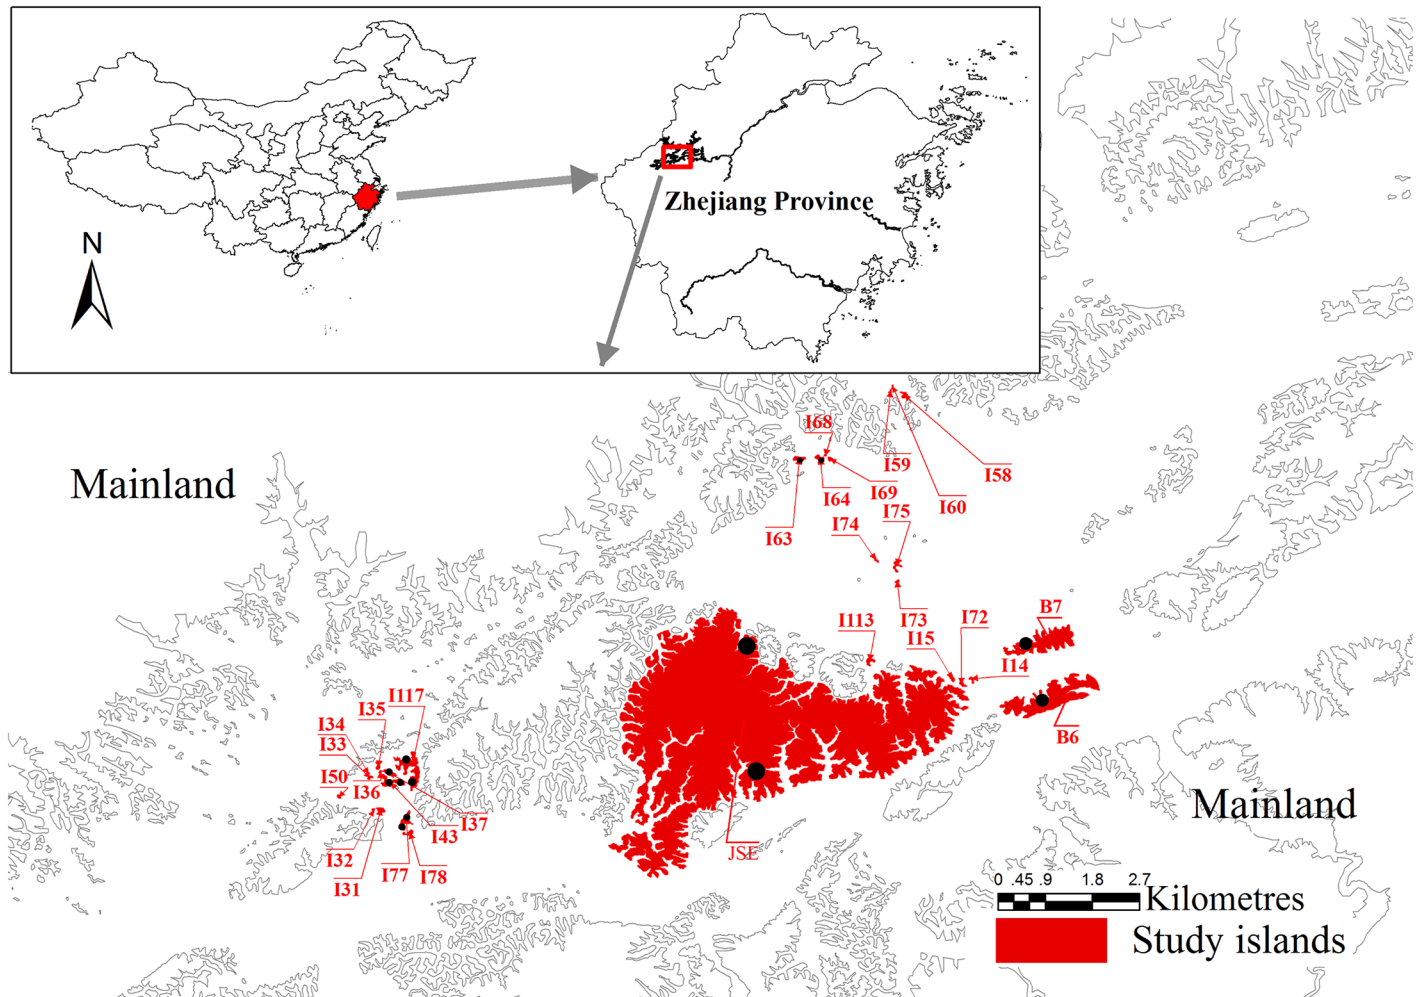 Zhejiang Province
N
Mainland
I68
I59
I58
I64
I69
I60
I63
I74
I75
I113
I73
I72
I15
B7
I14
B6
I117
I35
I34
I33
I50
I36
I37
I43
I32
I31
I77
I78
JSE
Mainland
0 .45 .9 1.8 2.7
Kilometres
Study islands